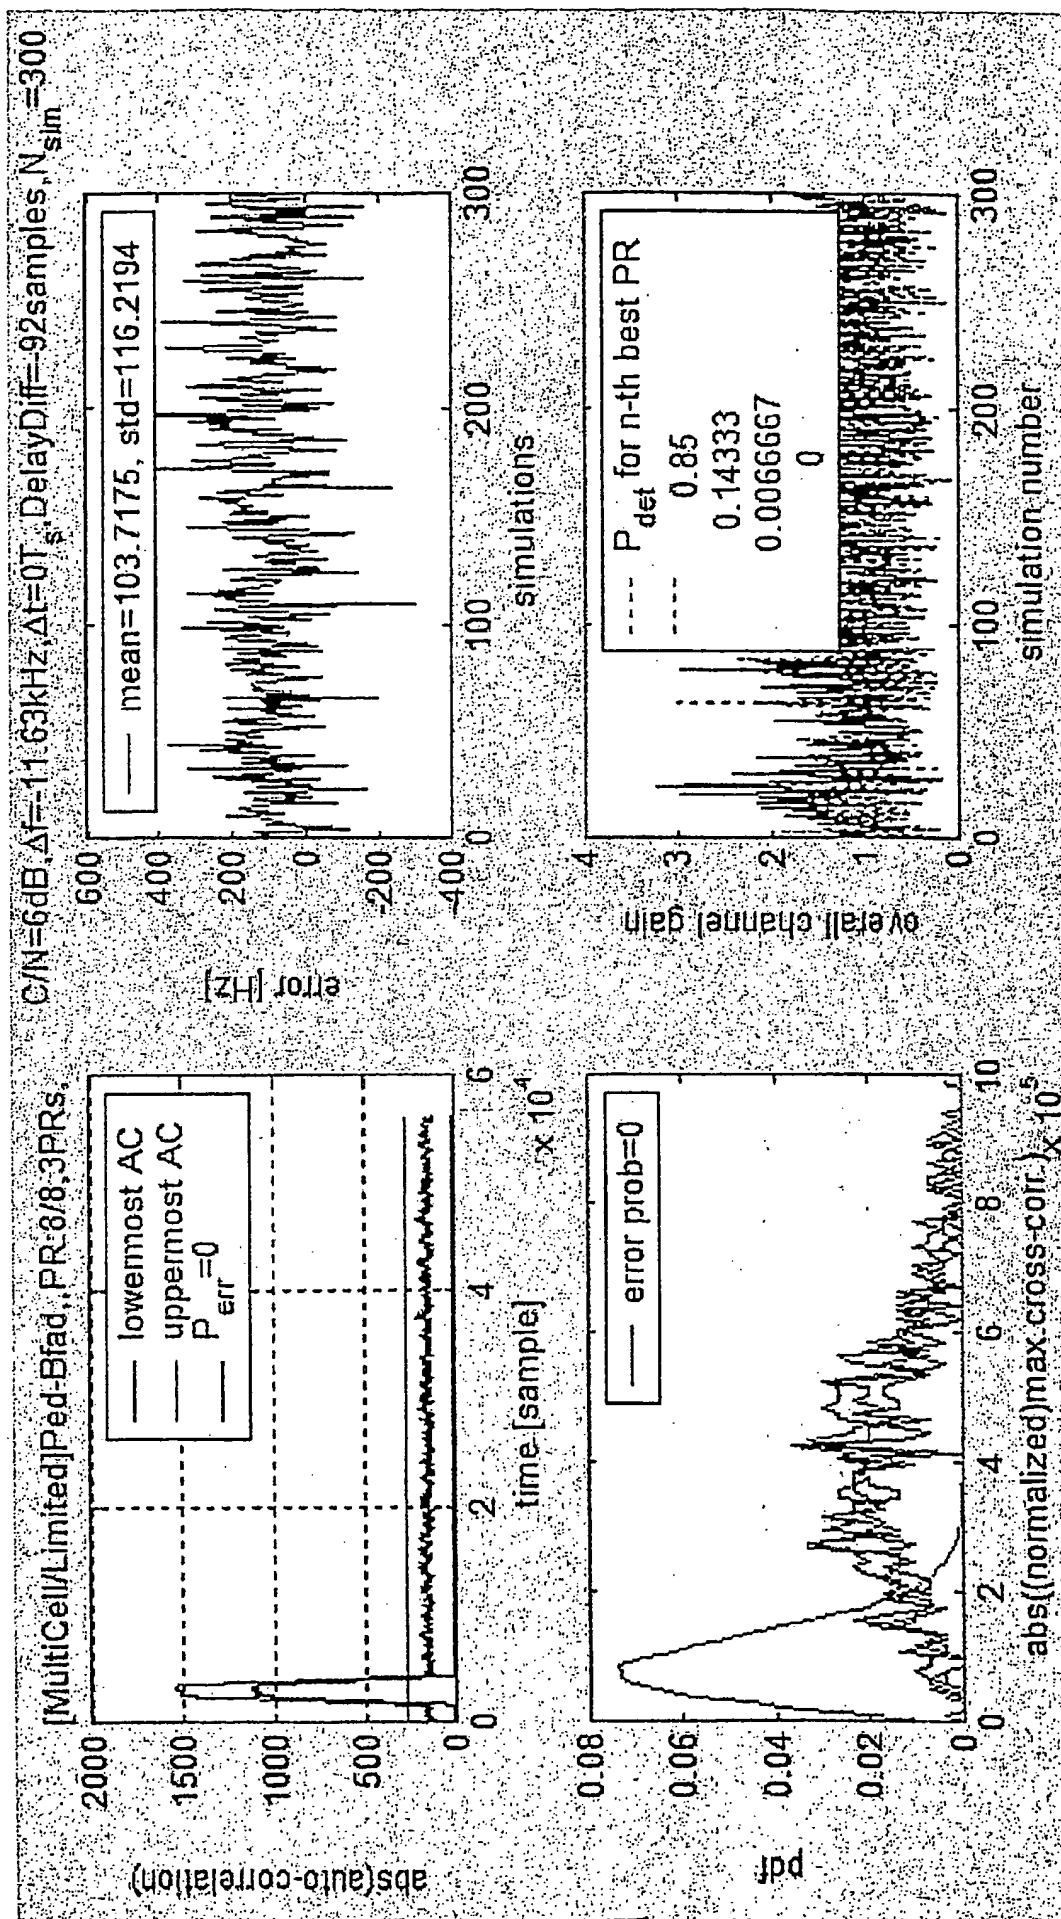 [MultiCell/Limited]Ped-Bfad,,PR:8/8,3PRs, C/N=6dB,Δf=11.63kHz,Δt=0T_s,DelayDiff=-92samples,N_sim=300
abs(auto-correlation)
2000
1500
1000
500
0
lowermost AC
uppermost AC
P_err=0
0 2 4 6
x 10^4
time [sample]
error [Hz]
600
400
200
0
-200
-400
mean=103.7175, std=116.2194
0 100 200 300
simulations
pdf
0.08
0.06
0.04
0.02
0
error prob=0
0 2 4 6 8 10
x 10^5
abs((normalized)max.cross-corr.)
overall channel gain
4
3
2
1
0
P_det for n-th best PR
0.85
0.14333
0.0066667
0
0 100 200 300
simulation number